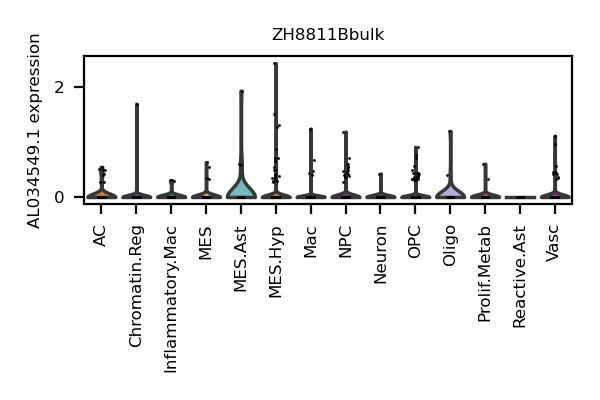 ZH8811Bbulk
AL034549.1 expression
2
0
AC
Chromatin.Reg
Inflammatory.Mac
MES
MES.Ast
MES.Hyp
Mac
NPC
Neuron
OPC
Oligo
Prolif.Metab
Reactive.Ast
Vasc